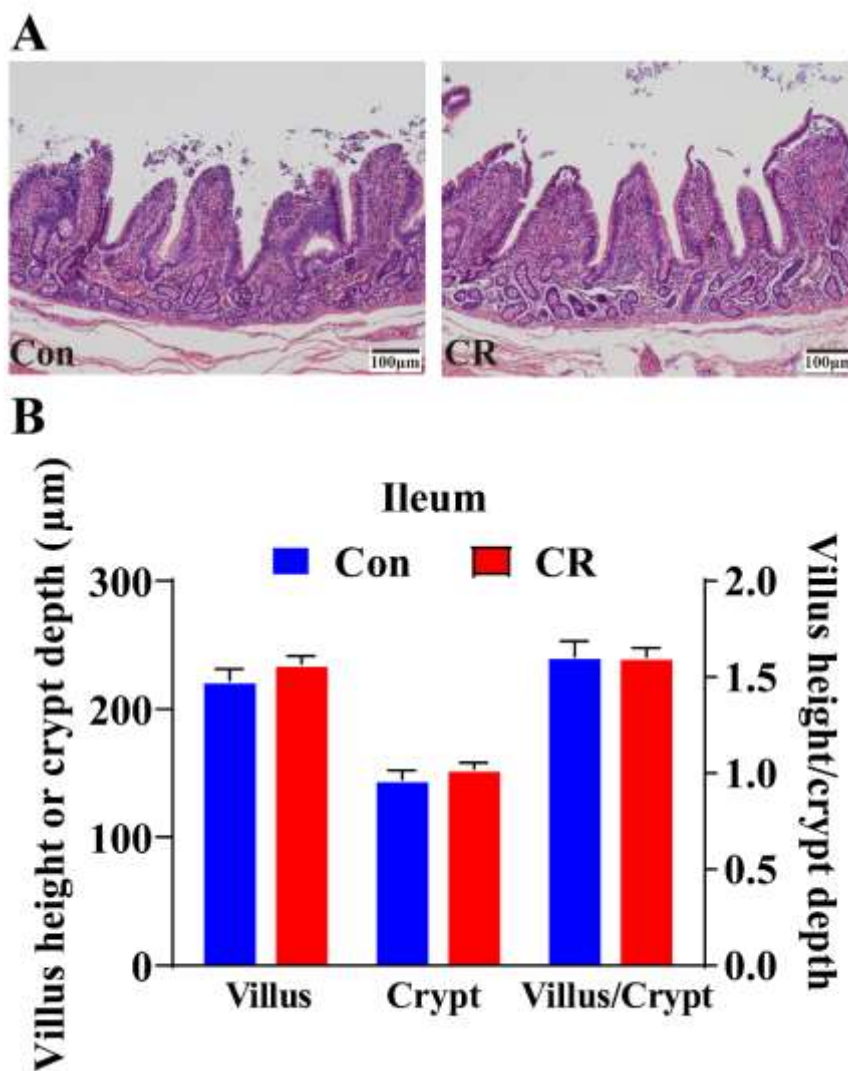 A
Con
100μm
CR
100μm
B
Ileum
Con
CR
Villus height or crypt depth (μm)
300
200
100
0
Villus height/crypt depth
2.0
1.5
1.0
0.5
0.0
Villus
Crypt
Villus/Crypt